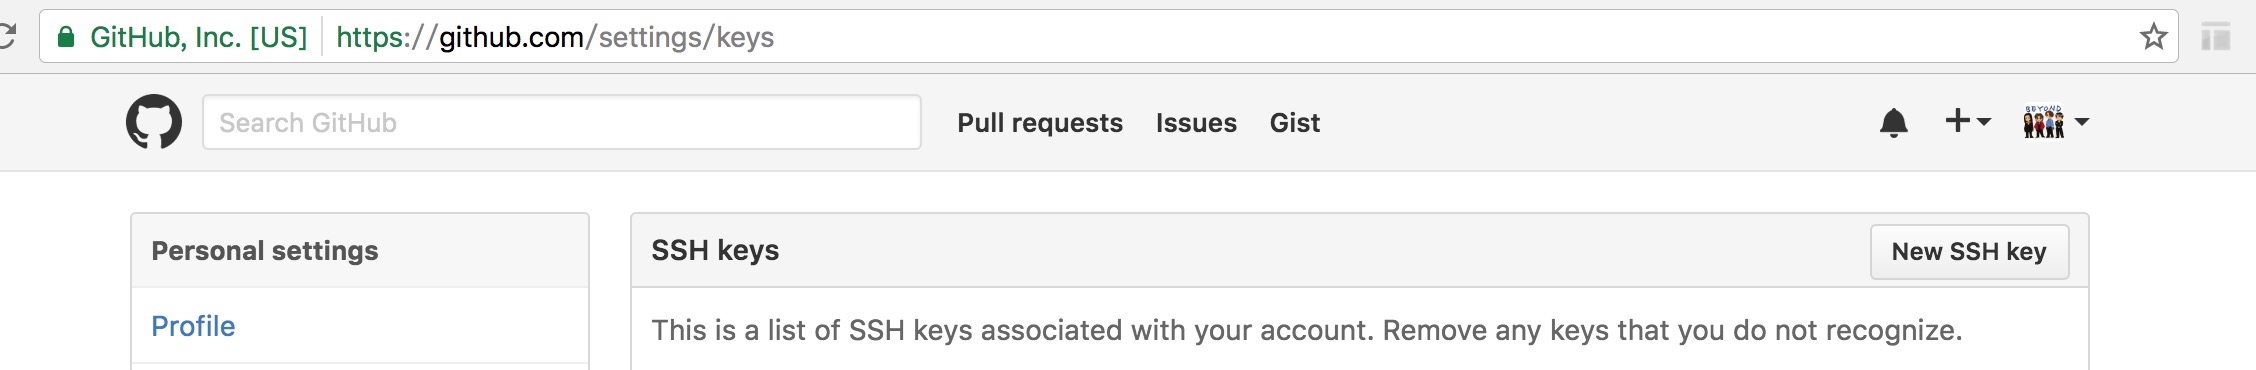 GitHub, Inc. [US] https://github.com/settings/keys
Search GitHub
Pull requests Issues Gist
BEYOND
Personal settings
Profile
SSH keys
New SSH key
This is a list of SSH keys associated with your account. Remove any keys that you do not recognize.